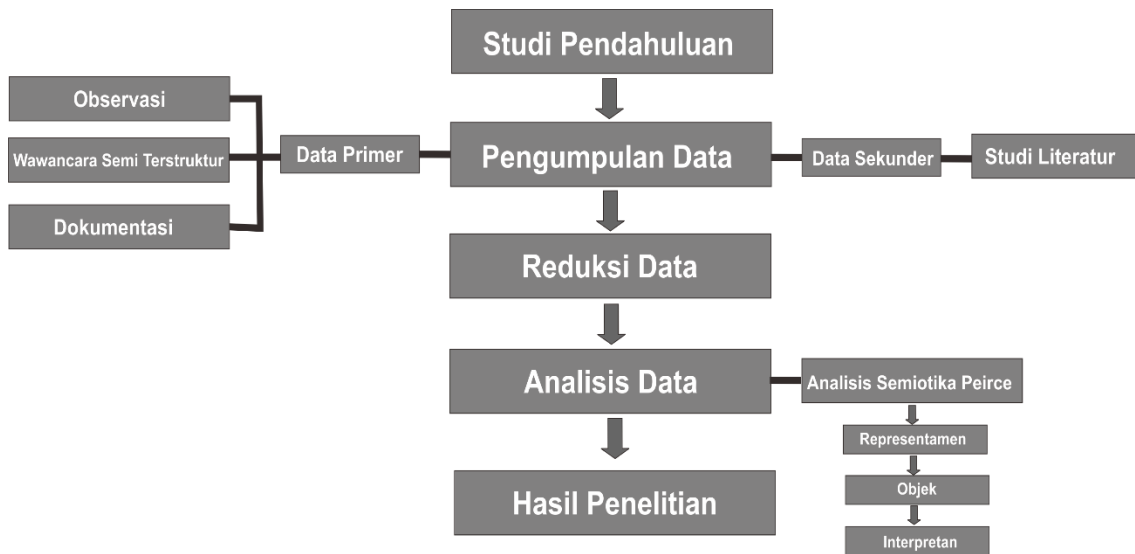 Studi Pendahuluan
Observasi
Wawancara Semi Terstruktur
Dokumentasi
Data Primer
Pengumpulan Data
Data Sekunder
Studi Literatur
Reduksi Data
Analisis Data
Analisis Semiotika Peirce
Representamen
Objek
Interpretan
Hasil Penelitian